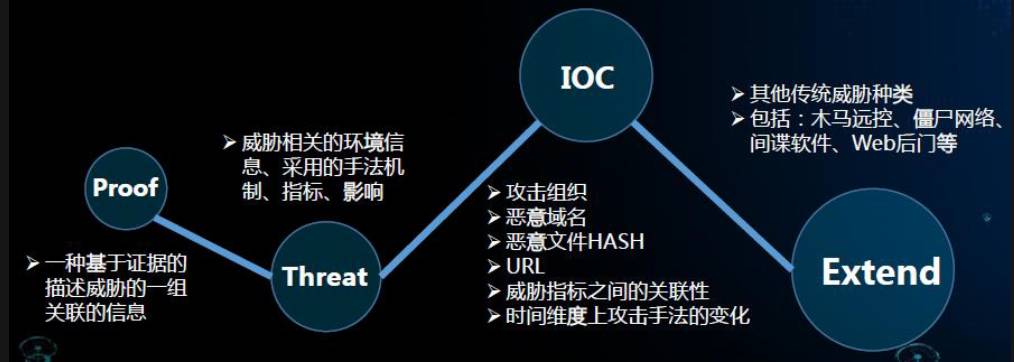 Proof
➢ 一种基于证据的
描述威胁的一组
关联的信息
➢ 威胁相关的环境信
息、采用的手法机
制、指标、影响
Threat
IOC
➢ 攻击组织
➢ 恶意域名
➢ 恶意文件HASH
➢ URL
➢ 威胁指标之间的关联性
➢ 时间维度上攻击手法的变化
➢ 其他传统威胁种类
➢ 包括：木马远控、僵尸网络、
间谍软件、Web后门等
Extend